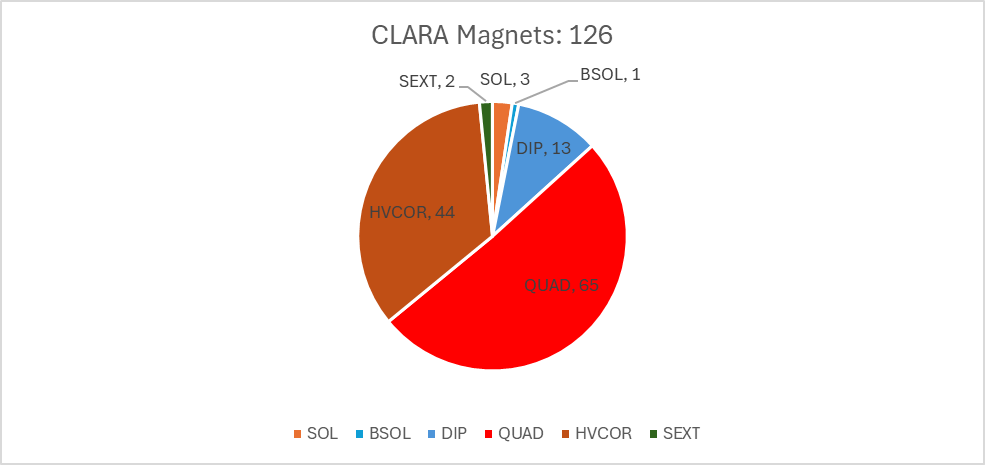 CLARA Magnets: 126
SEXT, 2
SOL, 3
BSOL, 1
DIP, 13
HVCOR, 44
QUAD, 65
SOL
BSOL
DIP
QUAD
HVCOR
SEXT